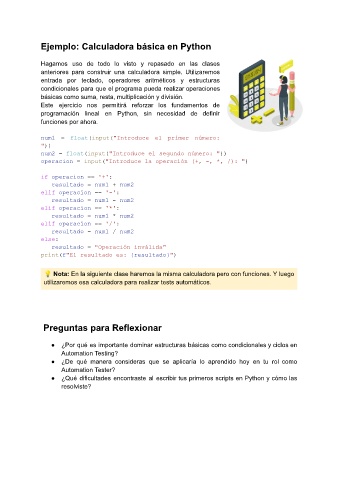 Ejemplo: Calculadora básica en Python
Hagamos uso de todo lo visto y repasado en las clases
anteriores para construir una calculadora simple. Utilizaremos
entrada por teclado, operadores aritméticos y estructuras
condicionales para que el programa pueda realizar operaciones
básicas como suma, resta, multiplicación y división.
Este ejercicio nos permitirá reforzar los fundamentos de
programación lineal en Python, sin necesidad de definir
funciones por ahora.
num1 = float(input("Introduce el primer número:
"))
num2 = float(input("Introduce el segundo número: "))
operacion = input("Introduce la operación (+, -, *, /): ")
if operacion == '+':
resultado = num1 + num2
elif operacion == '-':
resultado = num1 - num2
elif operacion == '*':
resultado = num1 * num2
elif operacion == '/':
resultado = num1 / num2
else:
resultado = "Operación inválida"
print(f"El resultado es: {resultado}")
💡 Nota: En la siguiente clase haremos la misma calculadora pero con funciones. Y luego
utilizaremos esa calculadora para realizar tests automáticos.
Preguntas para Reflexionar
● ¿Por qué es importante dominar estructuras básicas como condicionales y ciclos en
Automation Testing?
● ¿De qué manera consideras que se aplicaría lo aprendido hoy en tu rol como
Automation Tester?
● ¿Qué dificultades encontraste al escribir tus primeros scripts en Python y cómo las
resolviste?